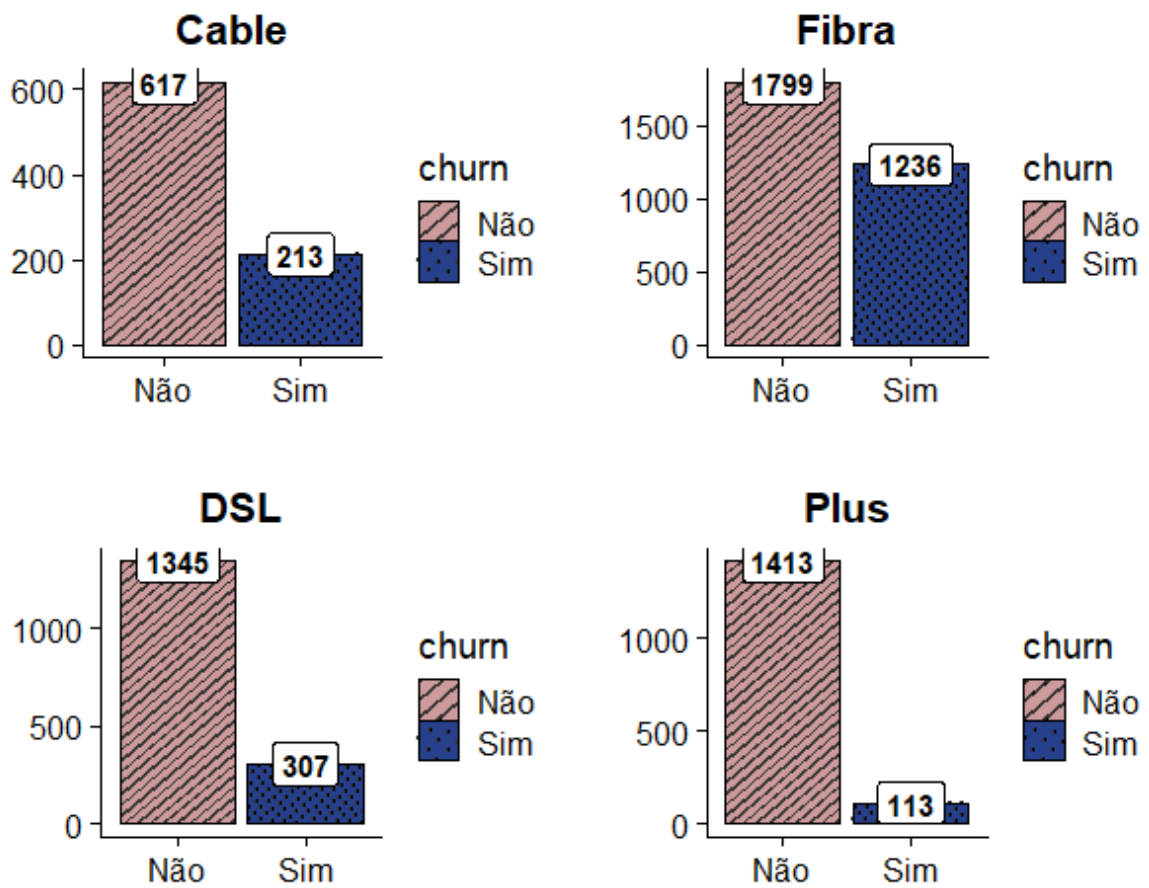 Cable
600
400
200
0
617
213
Não
Sim
churn
Não
Sim
Fibra
1500
1000
500
0
1799
1236
Não
Sim
churn
Não
Sim
DSL
1000
500
0
1345
307
Não
Sim
churn
Não
Sim
Plus
1000
500
0
1413
113
Não
Sim
churn
Não
Sim